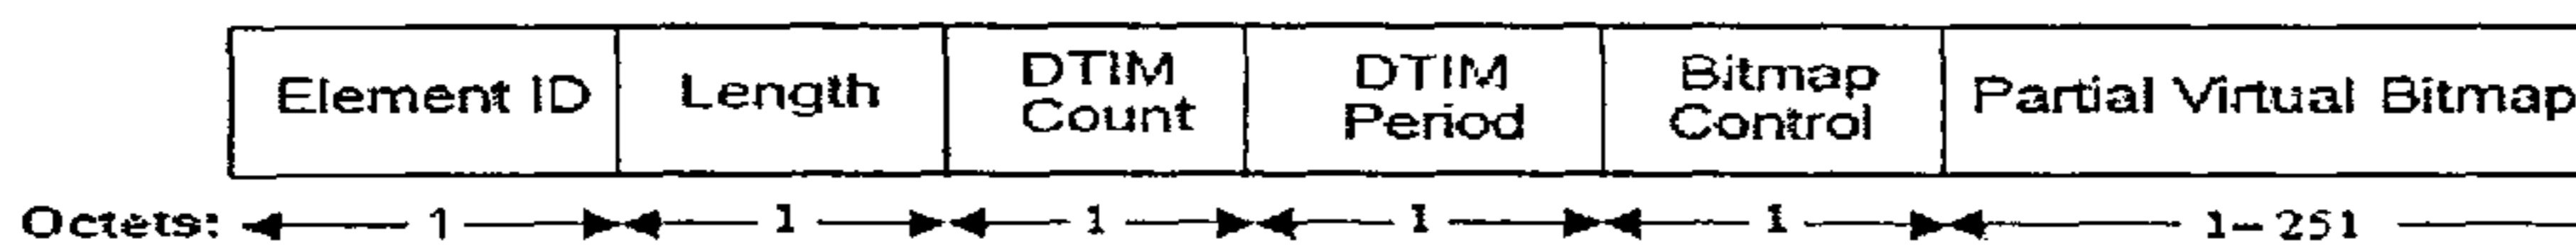 Element ID Length DTIM Count DTIM Period Bitmap Control Partial Virtual Bitmap
Octets: 1 1 1 1 1 1-251